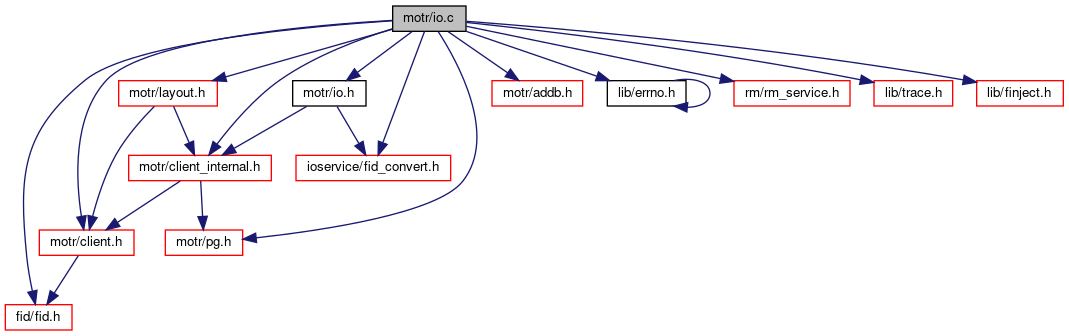 motr/io.c
motr/layout.h
motr/io.h
motr/addb.h
lib/errno.h
rm/rm_service.h
lib/trace.h
lib/finject.h
motr/client_internal.h
ioservice/fid_convert.h
motr/client.h
motr/pg.h
fid/fid.h